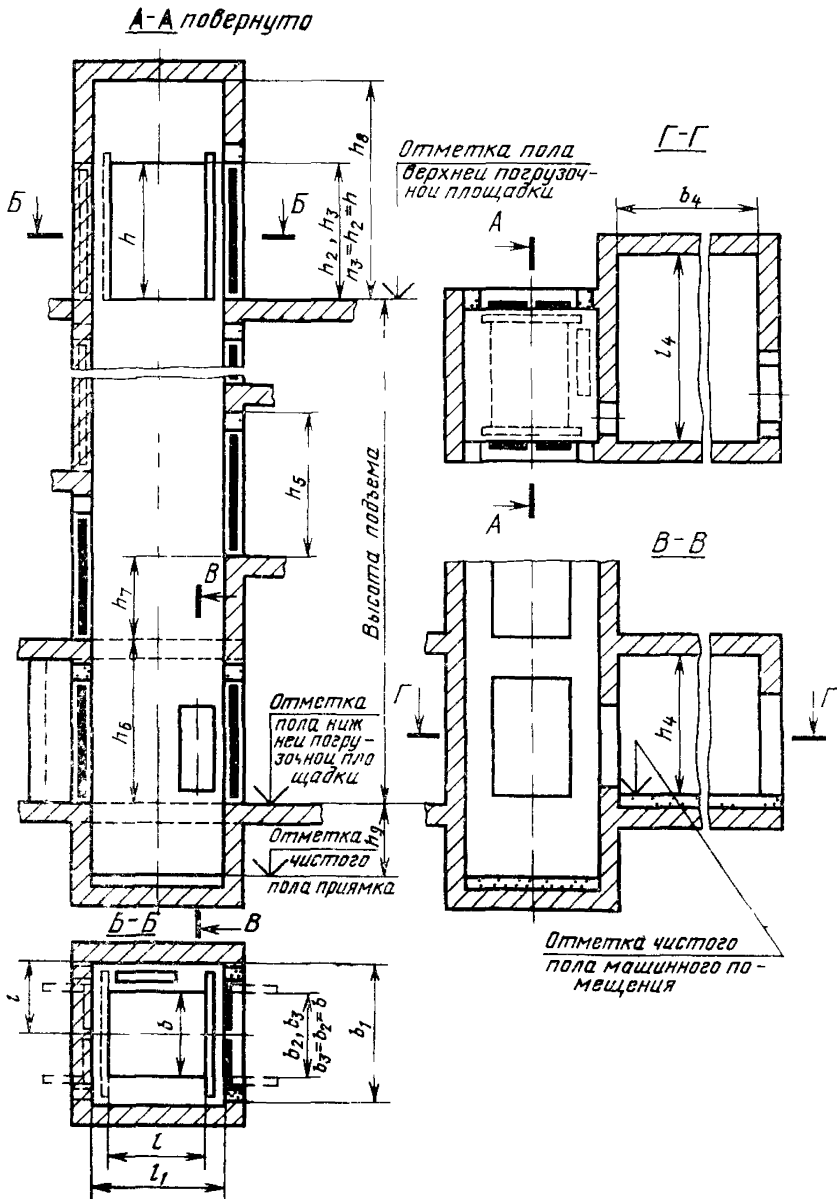 А-А повернуто
h8
Отметка пола
верхней погрузоч-
ной площадки
Г-Г
b4
Б
Б
h
h2, h3
п3=h2=h
А
l4
h5
Высота подъема
А
В-В
h7
В
h6
Отметка
пола ниж
ней погру-
зочной пло
щадки
Г
h4
Г
h9
Отметка
чистого
пола приямка
Б-Б
В
Отметка чистого
пола машинного по-
мещения
l
b
b2, b3
b3=b2=b
b1
l
l1